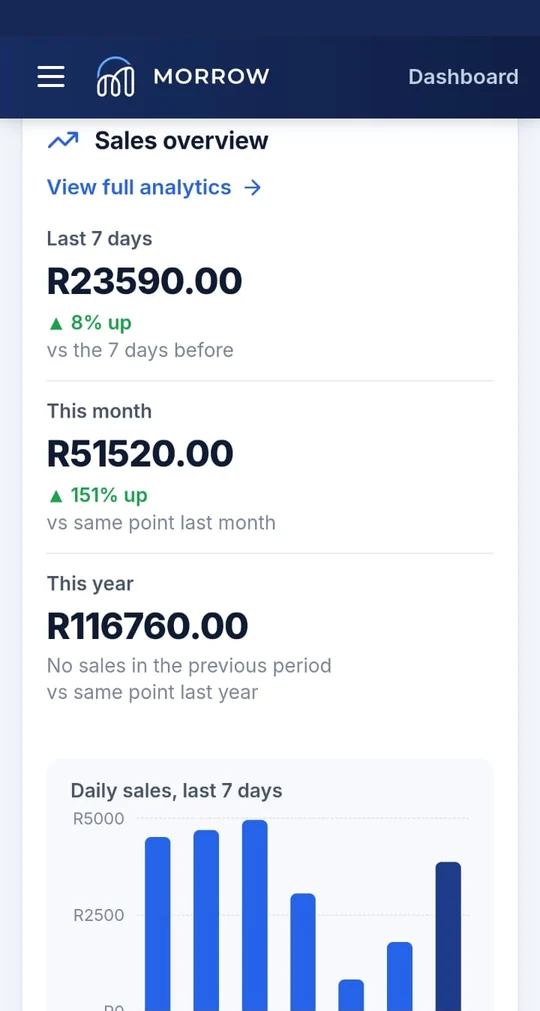 MORROW
Dashboard
Sales overview
View full analytics →
Last 7 days
R23590.00
▲ 8% up
vs the 7 days before
This month
R51520.00
▲ 151% up
vs same point last month
This year
R116760.00
No sales in the previous period
vs same point last year
Daily sales, last 7 days
R5000
R2500